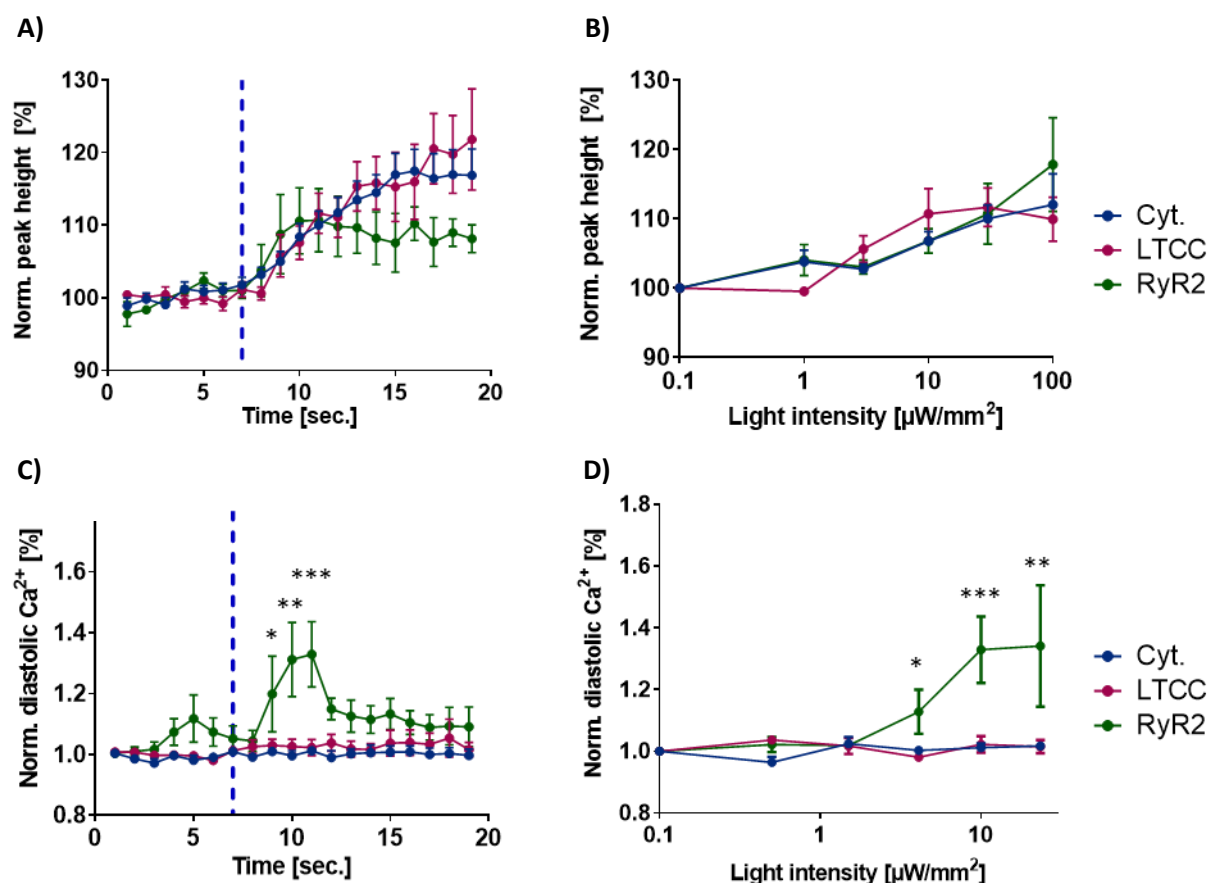 A)
Norm. peak height [%]
130
120
110
100
90
0 5 10 15 20
Time [sec.]
B)
Norm. peak height [%]
130
120
110
100
90
0.1 1 10 100
Light intensity [µW/mm²]
Cyt.
LTCC
RyR2
C)
Norm. diastolic Ca²⁺ [%]
1.6
1.4
1.2
1.0
0.8
***
**
*
0 5 10 15 20
Time [sec.]
D)
Norm. diastolic Ca²⁺ [%]
1.8
1.6
1.4
1.2
1.0
0.8
**
***
*
0.1 1 10
Light intensity [µW/mm²]
Cyt.
LTCC
RyR2